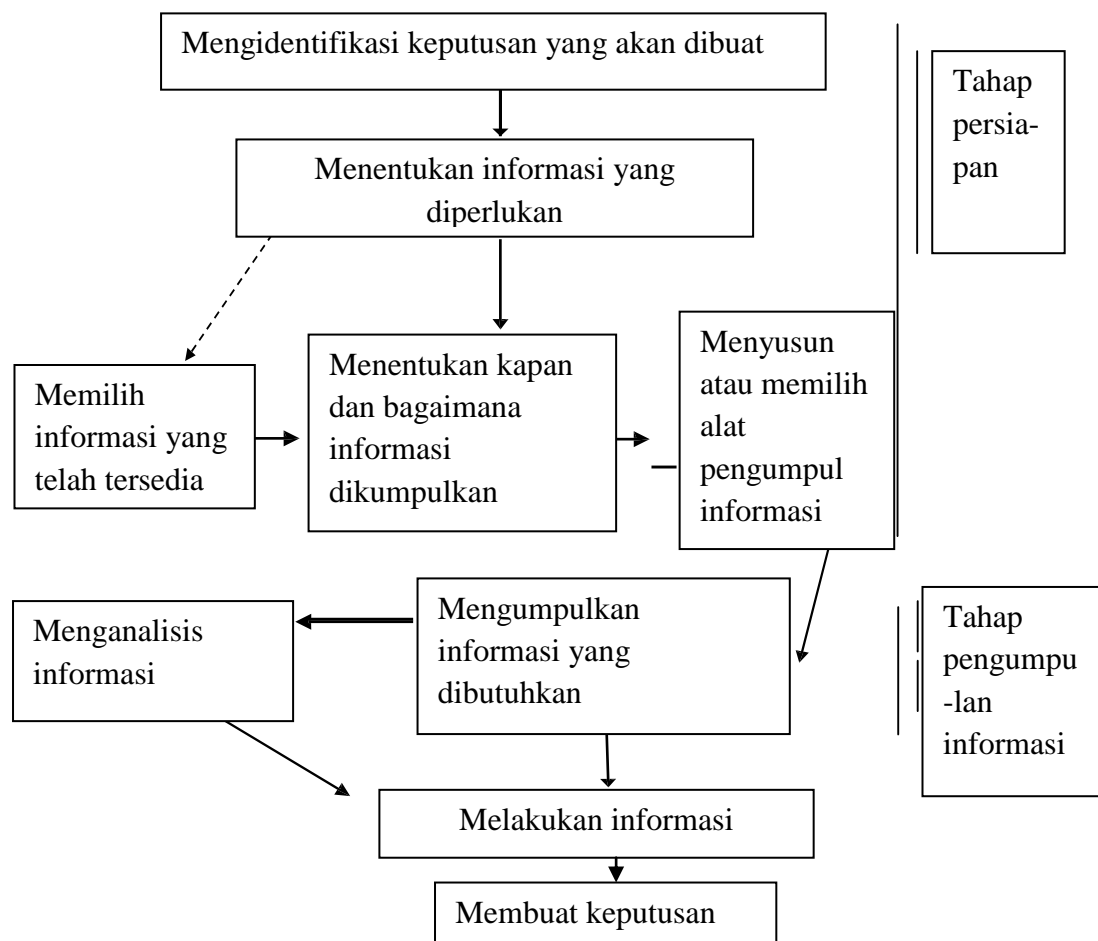 Mengidentifikasi keputusan yang akan dibuat
Tahap
persia-
pan
Menentukan informasi yang
diperlukan
Memilih
informasi yang
telah tersedia
Menentukan kapan
dan bagaimana
informasi
dikumpulkan
Menyusun
atau memilih
alat
pengumpul
informasi
Menganalisis
informasi
Mengumpulkan
informasi yang
dibutuhkan
Tahap
pengumpu
-lan
informasi
Melakukan informasi
Membuat keputusan